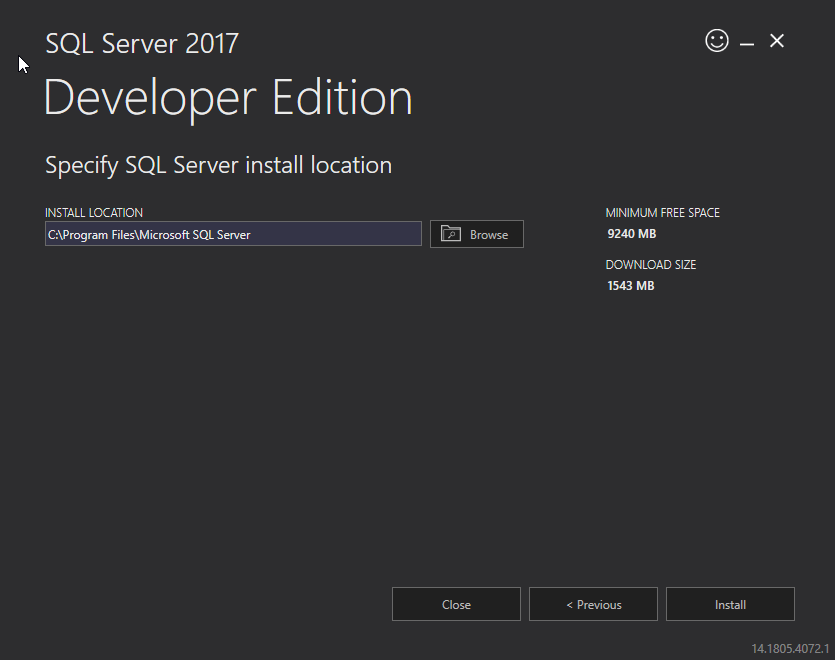 SQL Server 2017
Developer Edition
Specify SQL Server install location
INSTALL LOCATION
C:\Program Files\Microsoft SQL Server
Browse
MINIMUM FREE SPACE
9240 MB
DOWNLOAD SIZE
1543 MB
Close
< Previous
Install
14.1805.4072.1